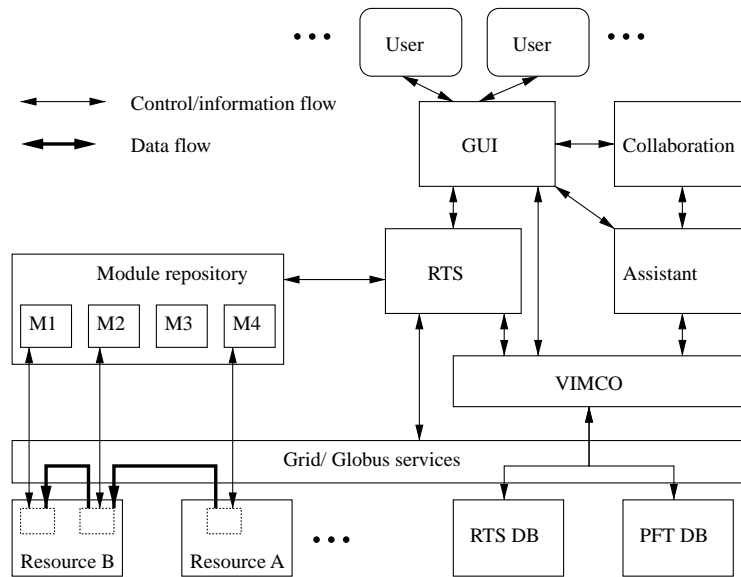 User
User
Control/information flow
Data flow
GUI
Collaboration
Module repository
RTS
Assistant
M1
M2
M3
M4
VIMCO
Grid/ Globus services
Resource B
Resource A
RTS DB
PFT DB